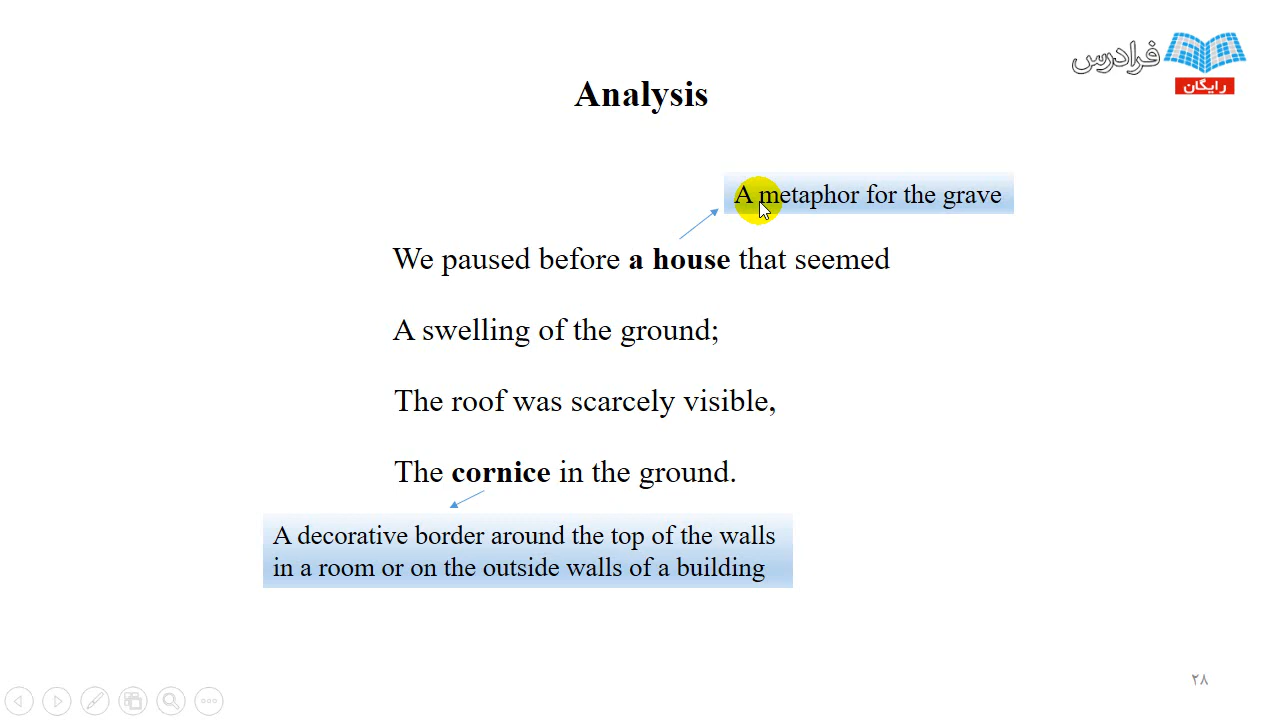 فرادرس
رایگان
Analysis
A metaphor for the grave
We paused before a house that seemed
A swelling of the ground;
The roof was scarcely visible,
The cornice in the ground.
A decorative border around the top of the walls
in a room or on the outside walls of a building
۲۸